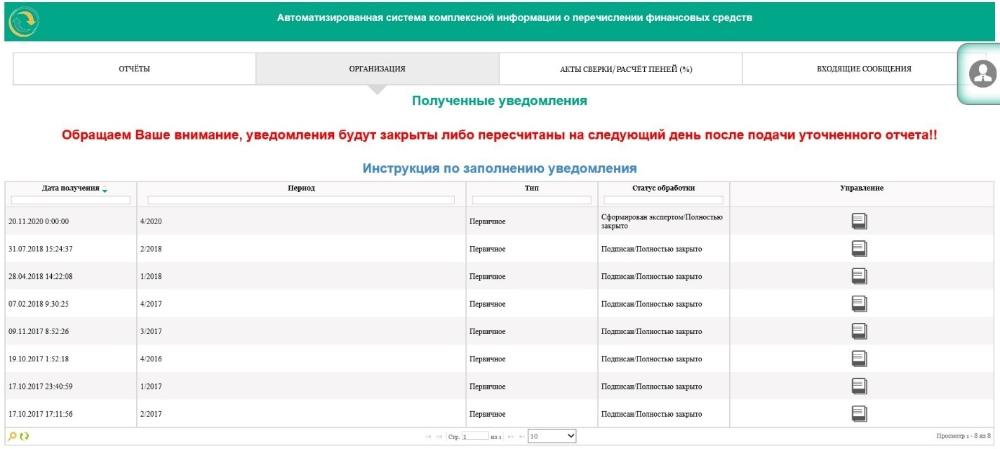 Автоматизированная система комплексной информации о перечислении финансовых средств
ОТЧЁТЫ ОРГАНИЗАЦИЯ АКТЫ СВЕРКИ/РАСЧЁТ ПЕНЕЙ (%) ВХОДЯЩИЕ СООБЩЕНИЯ
Полученные уведомления
Обращаем Ваше внимание, уведомления будут закрыты либо пересчитаны на следующий день после подачи уточненного отчета!!
Инструкция по заполнению уведомления
Дата получения Период Тип Статус обработки Управление
20.11.2020 0:00:00 4/2020 Первичное Сформирован экспертом/Полностью
закрыто
31.07.2018 15:24:37 2/2018 Первичное Подписан/Полностью закрыто
28.04.2018 14:22:08 1/2018 Первичное Подписан/Полностью закрыто
07.02.2018 9:30:25 4/2017 Первичное Подписан/Полностью закрыто
09.11.2017 8:52:26 3/2017 Первичное Подписан/Полностью закрыто
19.10.2017 1:52:18 4/2016 Первичное Подписан/Полностью закрыто
17.10.2017 23:40:59 1/2017 Первичное Подписан/Полностью закрыто
17.10.2017 17:11:56 2/2017 Первичное Подписан/Полностью закрыто
Стр. 1 из 1 10 Просмотр 1 - 8 из 8